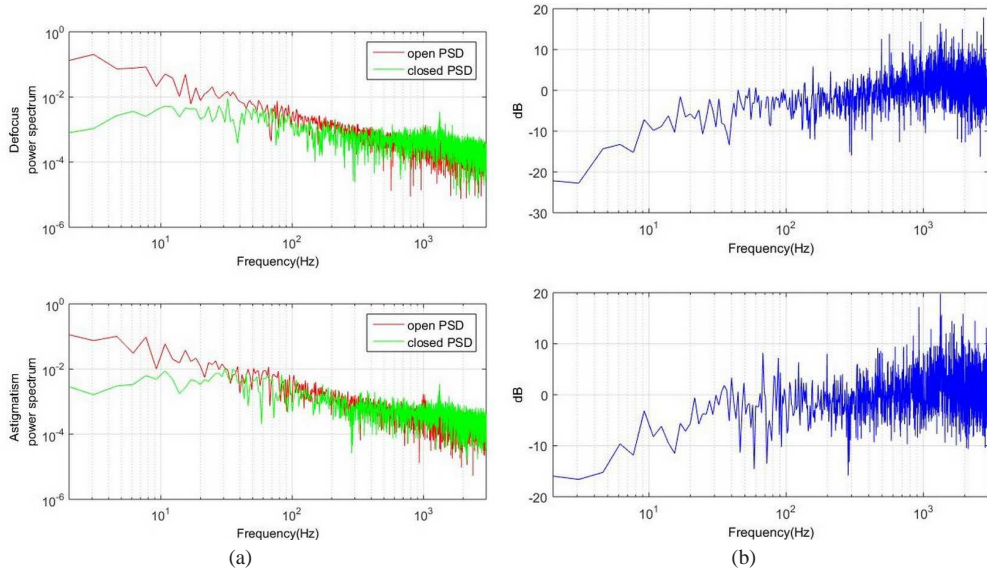 10^0
10^-2
10^-4
10^-6
Defocus
power spectrum
open PSD
closed PSD
10^1
10^2
10^3
Frequency(Hz)
20
10
0
-10
-20
-30
dB
10^1
10^2
10^3
Frequency(Hz)
10^0
10^-2
10^-4
10^-6
Astigmatism
power spectrum
open PSD
closed PSD
10^1
10^2
10^3
Frequency(Hz)
20
10
0
-10
-20
dB
10^1
10^2
10^3
Frequency(Hz)
(a)
(b)